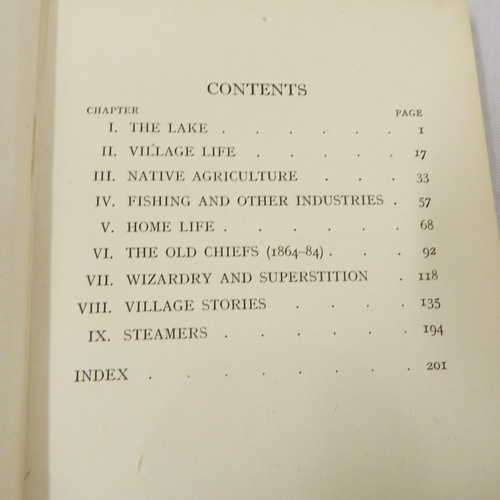 CONTENTS
CHAPTER PAGE
I. THE LAKE . . . . . . 1
II. VILLAGE LIFE . . . . . 17
III. NATIVE AGRICULTURE . . . 33
IV. FISHING AND OTHER INDUSTRIES . 57
V. HOME LIFE . . . . . . 68
VI. THE OLD CHIEFS (1864–84) . . . 92
VII. WIZARDRY AND SUPERSTITION . 118
VIII. VILLAGE STORIES . . . . 135
IX. STEAMERS . . . . . . 194
INDEX . . . . . . . . 201